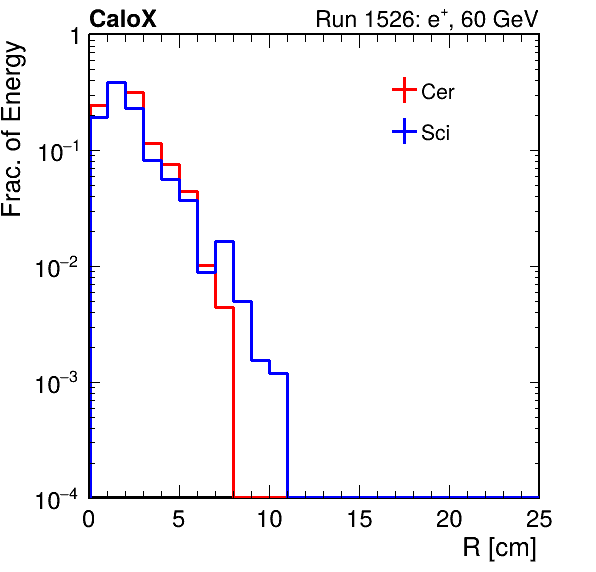 CaloX Run 1526: e⁺, 60 GeV
Frac. of Energy
Cer
Sci
1
10⁻¹
10⁻²
10⁻³
10⁻⁴
0 5 10 15 20 25
R [cm]